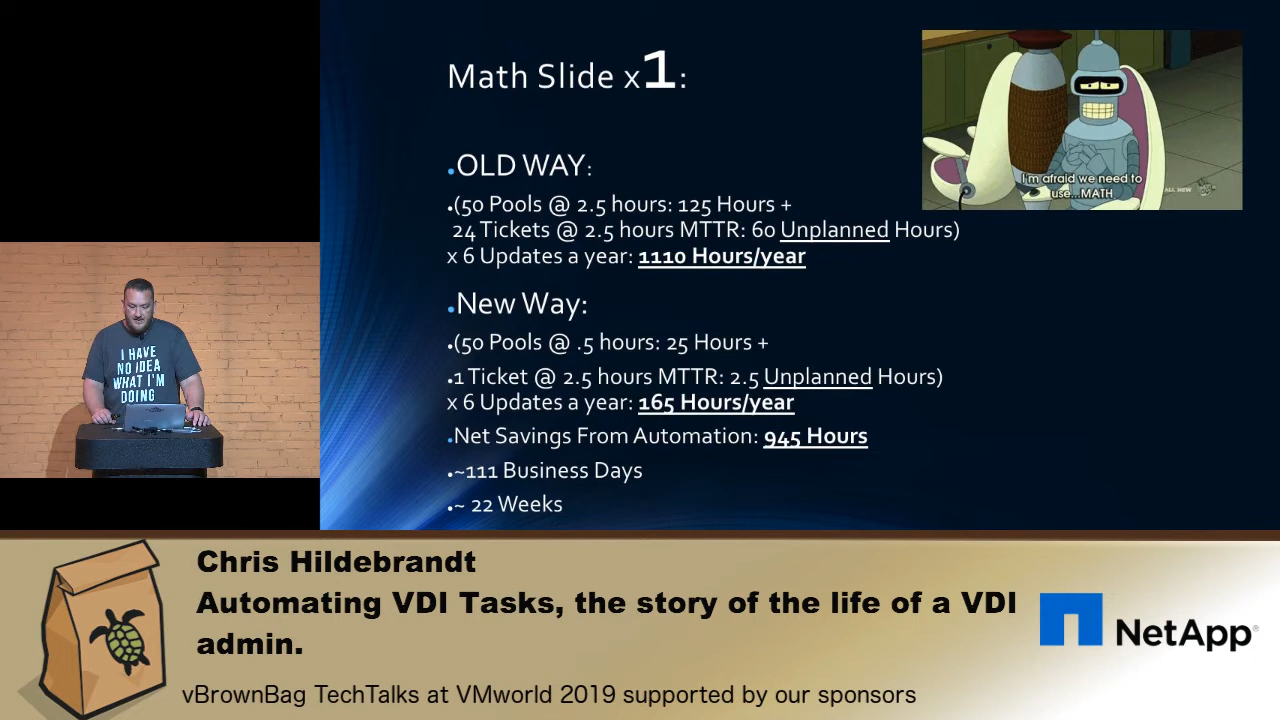 Math Slide x1:
I'm afraid we need to
use...MATH
ALL NEW
•OLD WAY:
•(50 Pools @ 2.5 hours: 125 Hours +
24 Tickets @ 2.5 hours MTTR: 60 Unplanned Hours)
x 6 Updates a year: 1110 Hours/year
•New Way:
•(50 Pools @ .5 hours: 25 Hours +
•1 Ticket @ 2.5 hours MTTR: 2.5 Unplanned Hours)
x 6 Updates a year: 165 Hours/year
•Net Savings From Automation: 945 Hours
•~111 Business Days
•~ 22 Weeks
I HAVE
NO IDEA
WHAT I'M
DOING
Chris Hildebrandt
Automating VDI Tasks, the story of the life of a VDI
admin.
NetApp®
vBrownBag TechTalks at VMworld 2019 supported by our sponsors